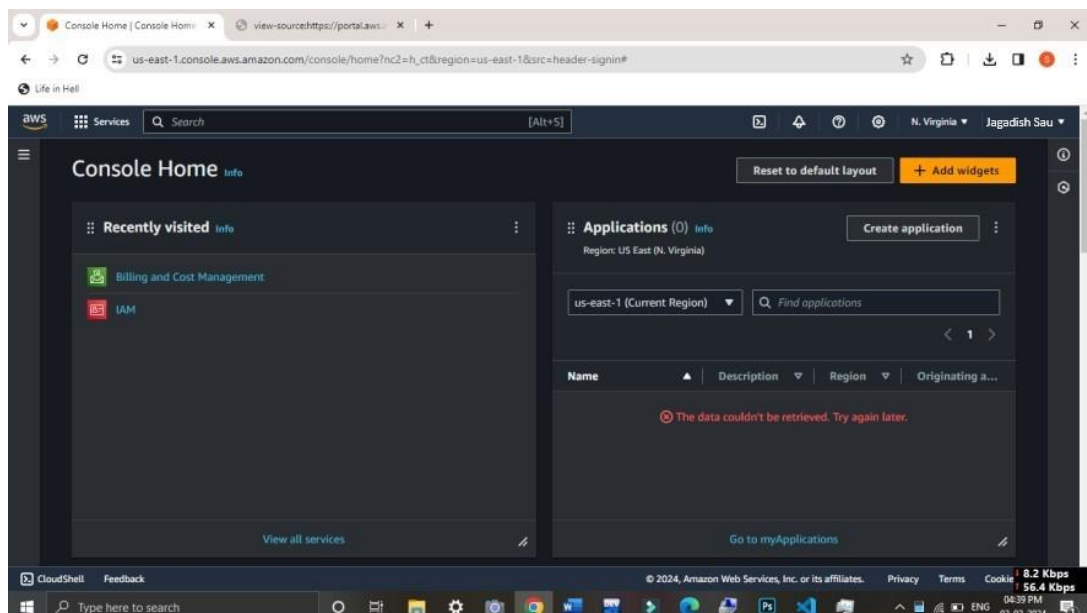 Console Home | Console Home
view-source:https://portal.aws.a
us-east-1.console.aws.amazon.com/console/home?nc2=h_ct&region=us-east-1&src=header-signin#
S
Life in Hell
aws Services Search [Alt+S] N. Virginia Jagadish Sau
Console Home Info
Reset to default layout
+ Add widgets
Recently visited Info
Billing and Cost Management
IAM
View all services
Applications (0) Info
Create application
Region: US East (N. Virginia)
us-east-1 (Current Region)
Find applications
1
Name Description Region Originating a...
The data couldn't be retrieved. Try again later.
Go to myApplications
CloudShell Feedback © 2024, Amazon Web Services, Inc. or its affiliates. Privacy Terms Cookie
8.2 Kbps
56.4 Kbps
Type here to search
W
DEV
Ps
ENG
04:39 PM